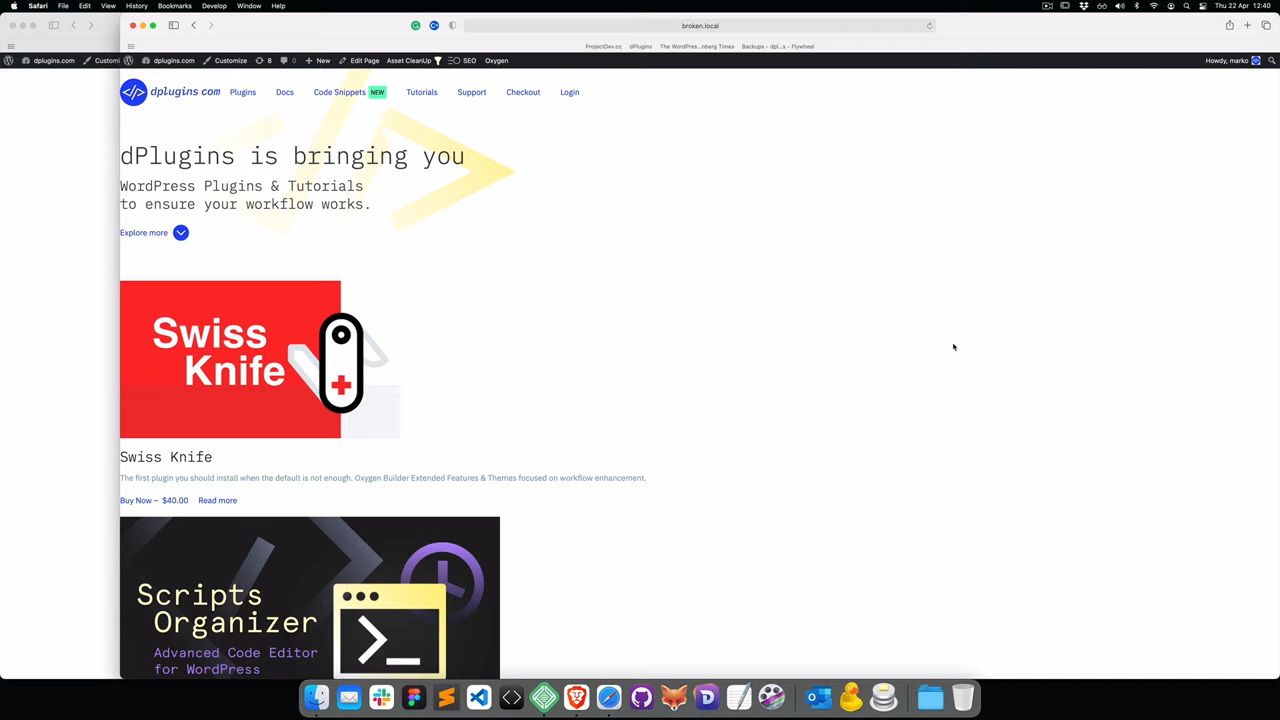 Safari File Edit View History Bookmarks Develop Window Help
Thu 22 Apr 12:40
broken.local
ProjectDev.cc dPlugins The WordPres...nberg Times Backups – dpl...s – Flywheel
dplugins.com Customi
dplugins.com Customize 8 0 New Edit Page Asset CleanUp SEO Oxygen
Howdy, marko
</> dplugins.com
Plugins Docs Code Snippets NEW Tutorials Support Checkout Login
dPlugins is bringing you
WordPress Plugins & Tutorials
to ensure your workflow works.
Explore more
Swiss
Knife
Swiss Knife
The first plugin you should install when the default is not enough. Oxygen Builder Extended Features & Themes focused on workflow enhancement.
Buy Now – $40.00 Read more
Scripts
Organizer
Advanced Code Editor
for WordPress